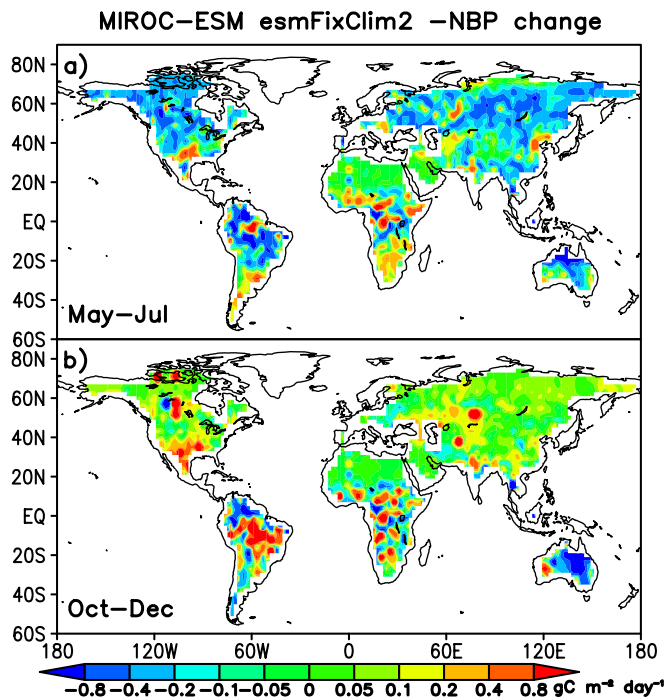 MIROC−ESM esmFixClim2 −NBP change
a)
80N
60N
40N
20N
EQ
20S
40S
60S
May−Jul
b)
80N
60N
40N
20N
EQ
20S
40S
60S
Oct−Dec
180 120W 60W 0 60E 120E 180
−0.8 −0.4 −0.2 −0.1 −0.05 0 0.05 0.1 0.2 0.4 0.8 gC m⁻² day⁻